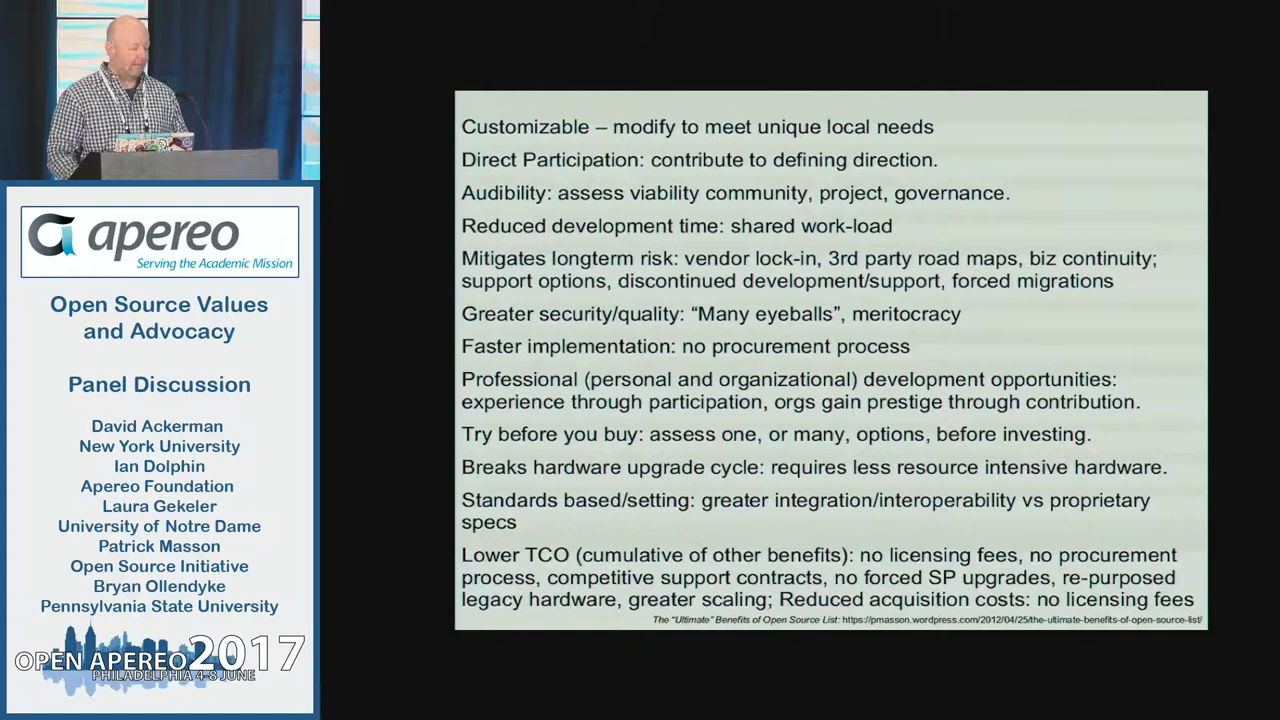 apereo
Serving the Academic Mission
Open Source Values
and Advocacy
Panel Discussion
David Ackerman
New York University
Ian Dolphin
Apereo Foundation
Laura Gekeler
University of Notre Dame
Patrick Masson
Open Source Initiative
Bryan Ollendyke
Pennsylvania State University
OPEN APEREO 2017
PHILADELPHIA 4-8 JUNE
Customizable – modify to meet unique local needs
Direct Participation: contribute to defining direction.
Audibility: assess viability community, project, governance.
Reduced development time: shared work-load
Mitigates longterm risk: vendor lock-in, 3rd party road maps, biz continuity;
support options, discontinued development/support, forced migrations
Greater security/quality: “Many eyeballs”, meritocracy
Faster implementation: no procurement process
Professional (personal and organizational) development opportunities:
experience through participation, orgs gain prestige through contribution.
Try before you buy: assess one, or many, options, before investing.
Breaks hardware upgrade cycle: requires less resource intensive hardware.
Standards based/setting: greater integration/interoperability vs proprietary
specs
Lower TCO (cumulative of other benefits): no licensing fees, no procurement
process, competitive support contracts, no forced SP upgrades, re-purposed
legacy hardware, greater scaling; Reduced acquisition costs: no licensing fees
The “Ultimate” Benefits of Open Source List: https://pmasson.wordpress.com/2012/04/25/the-ultimate-benefits-of-open-source-list/